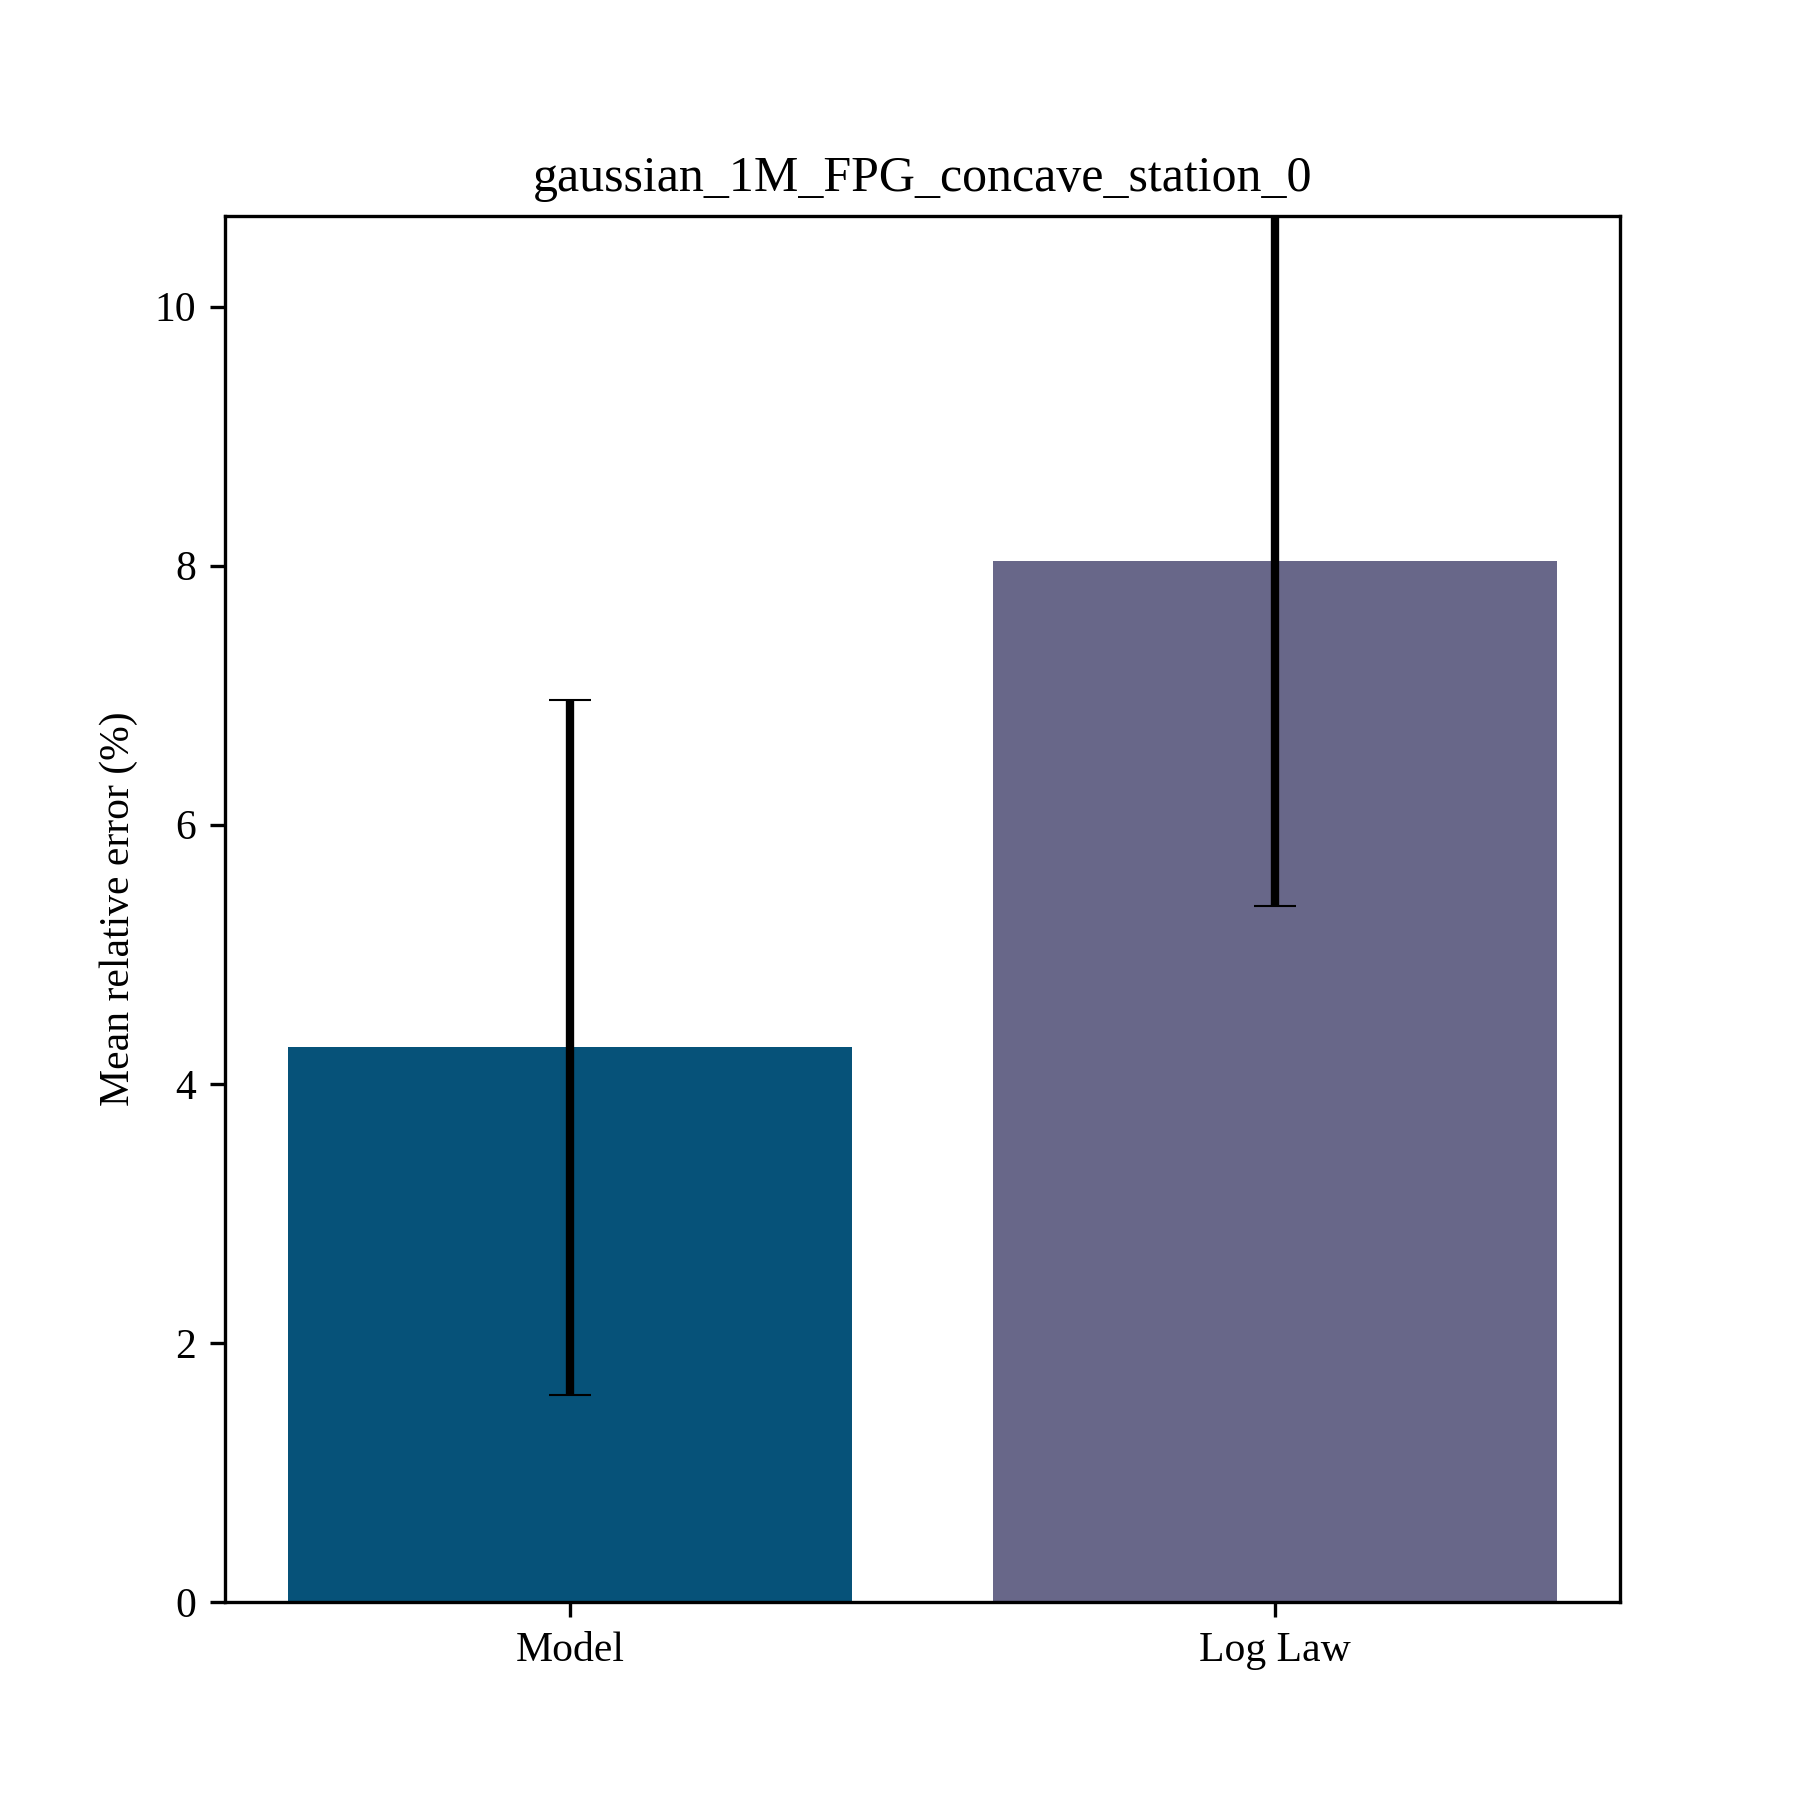 gaussian_1M_FPG_concave_station_0
Mean relative error (%)
10
8
6
4
2
0
Model
Log Law